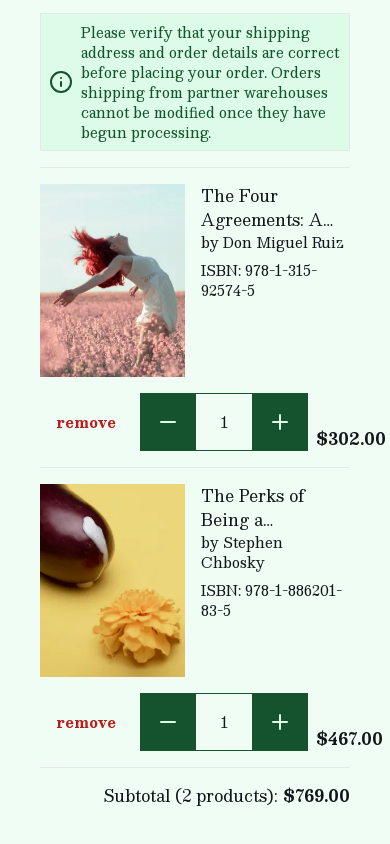 Please verify that your shipping
address and order details are correct
before placing your order. Orders
shipping from partner warehouses
cannot be modified once they have
begun processing.
The Four
Agreements: A...
by Don Miguel Ruiz
ISBN: 978-1-315-
92574-5
remove
1
$302.00
The Perks of
Being a...
by Stephen
Chbosky
ISBN: 978-1-886201-
83-5
remove
1
$467.00
Subtotal (2 products): $769.00